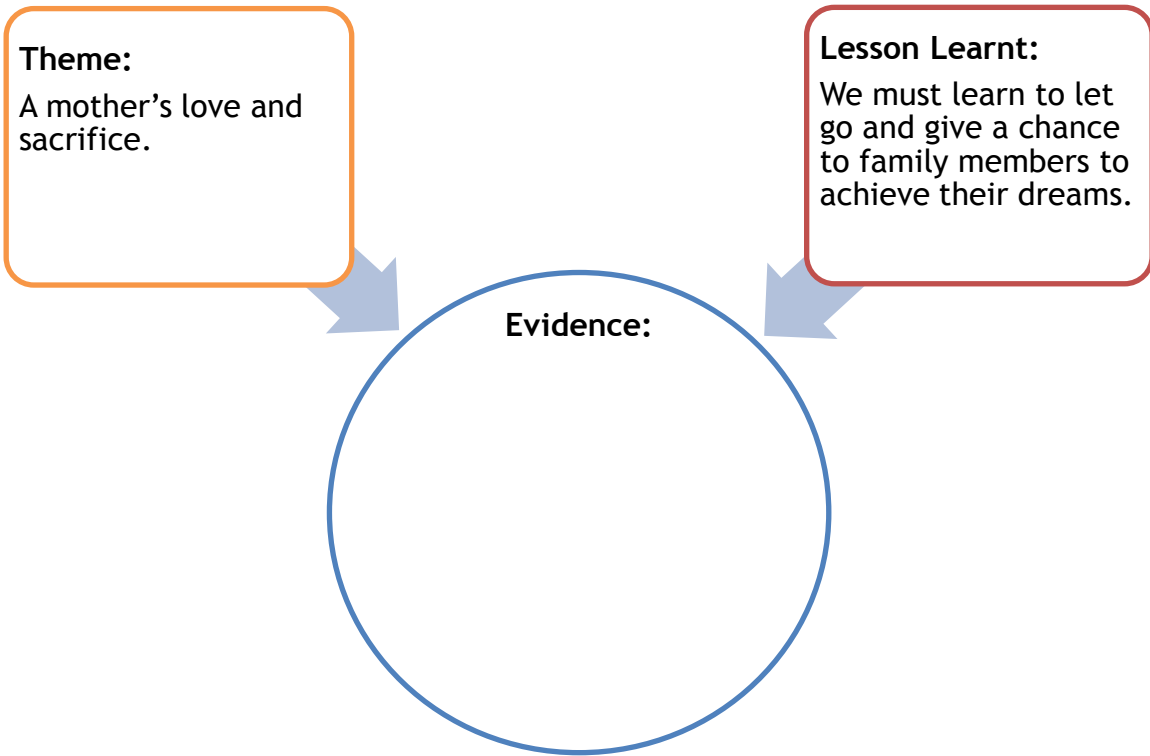 Theme:
A mother’s love and
sacrifice.
Lesson Learnt:
We must learn to let
go and give a chance
to family members to
achieve their dreams.
Evidence: